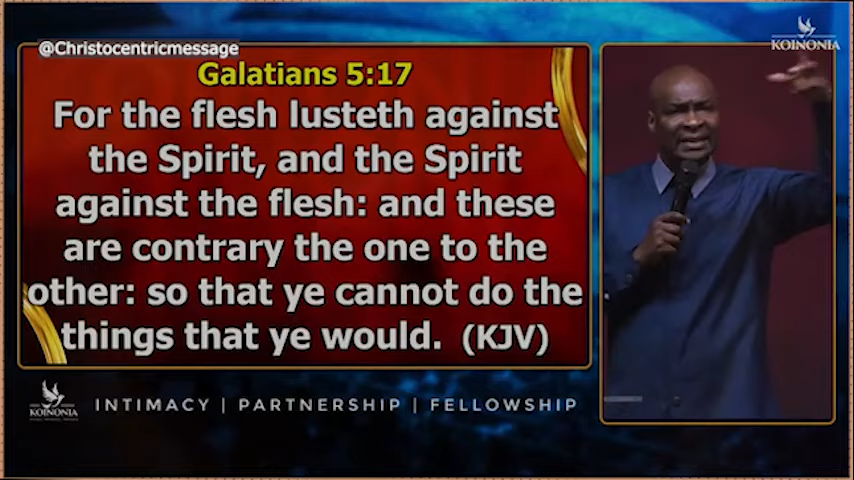 @Christocentricmessage
KOINONIA
Galatians 5:17
For the flesh lusteth against
the Spirit, and the Spirit
against the flesh: and these
are contrary the one to the
other: so that ye cannot do the
things that ye would. (KJV)
KOINONIA
INTIMACY | PARTNERSHIP | FELLOWSHIP